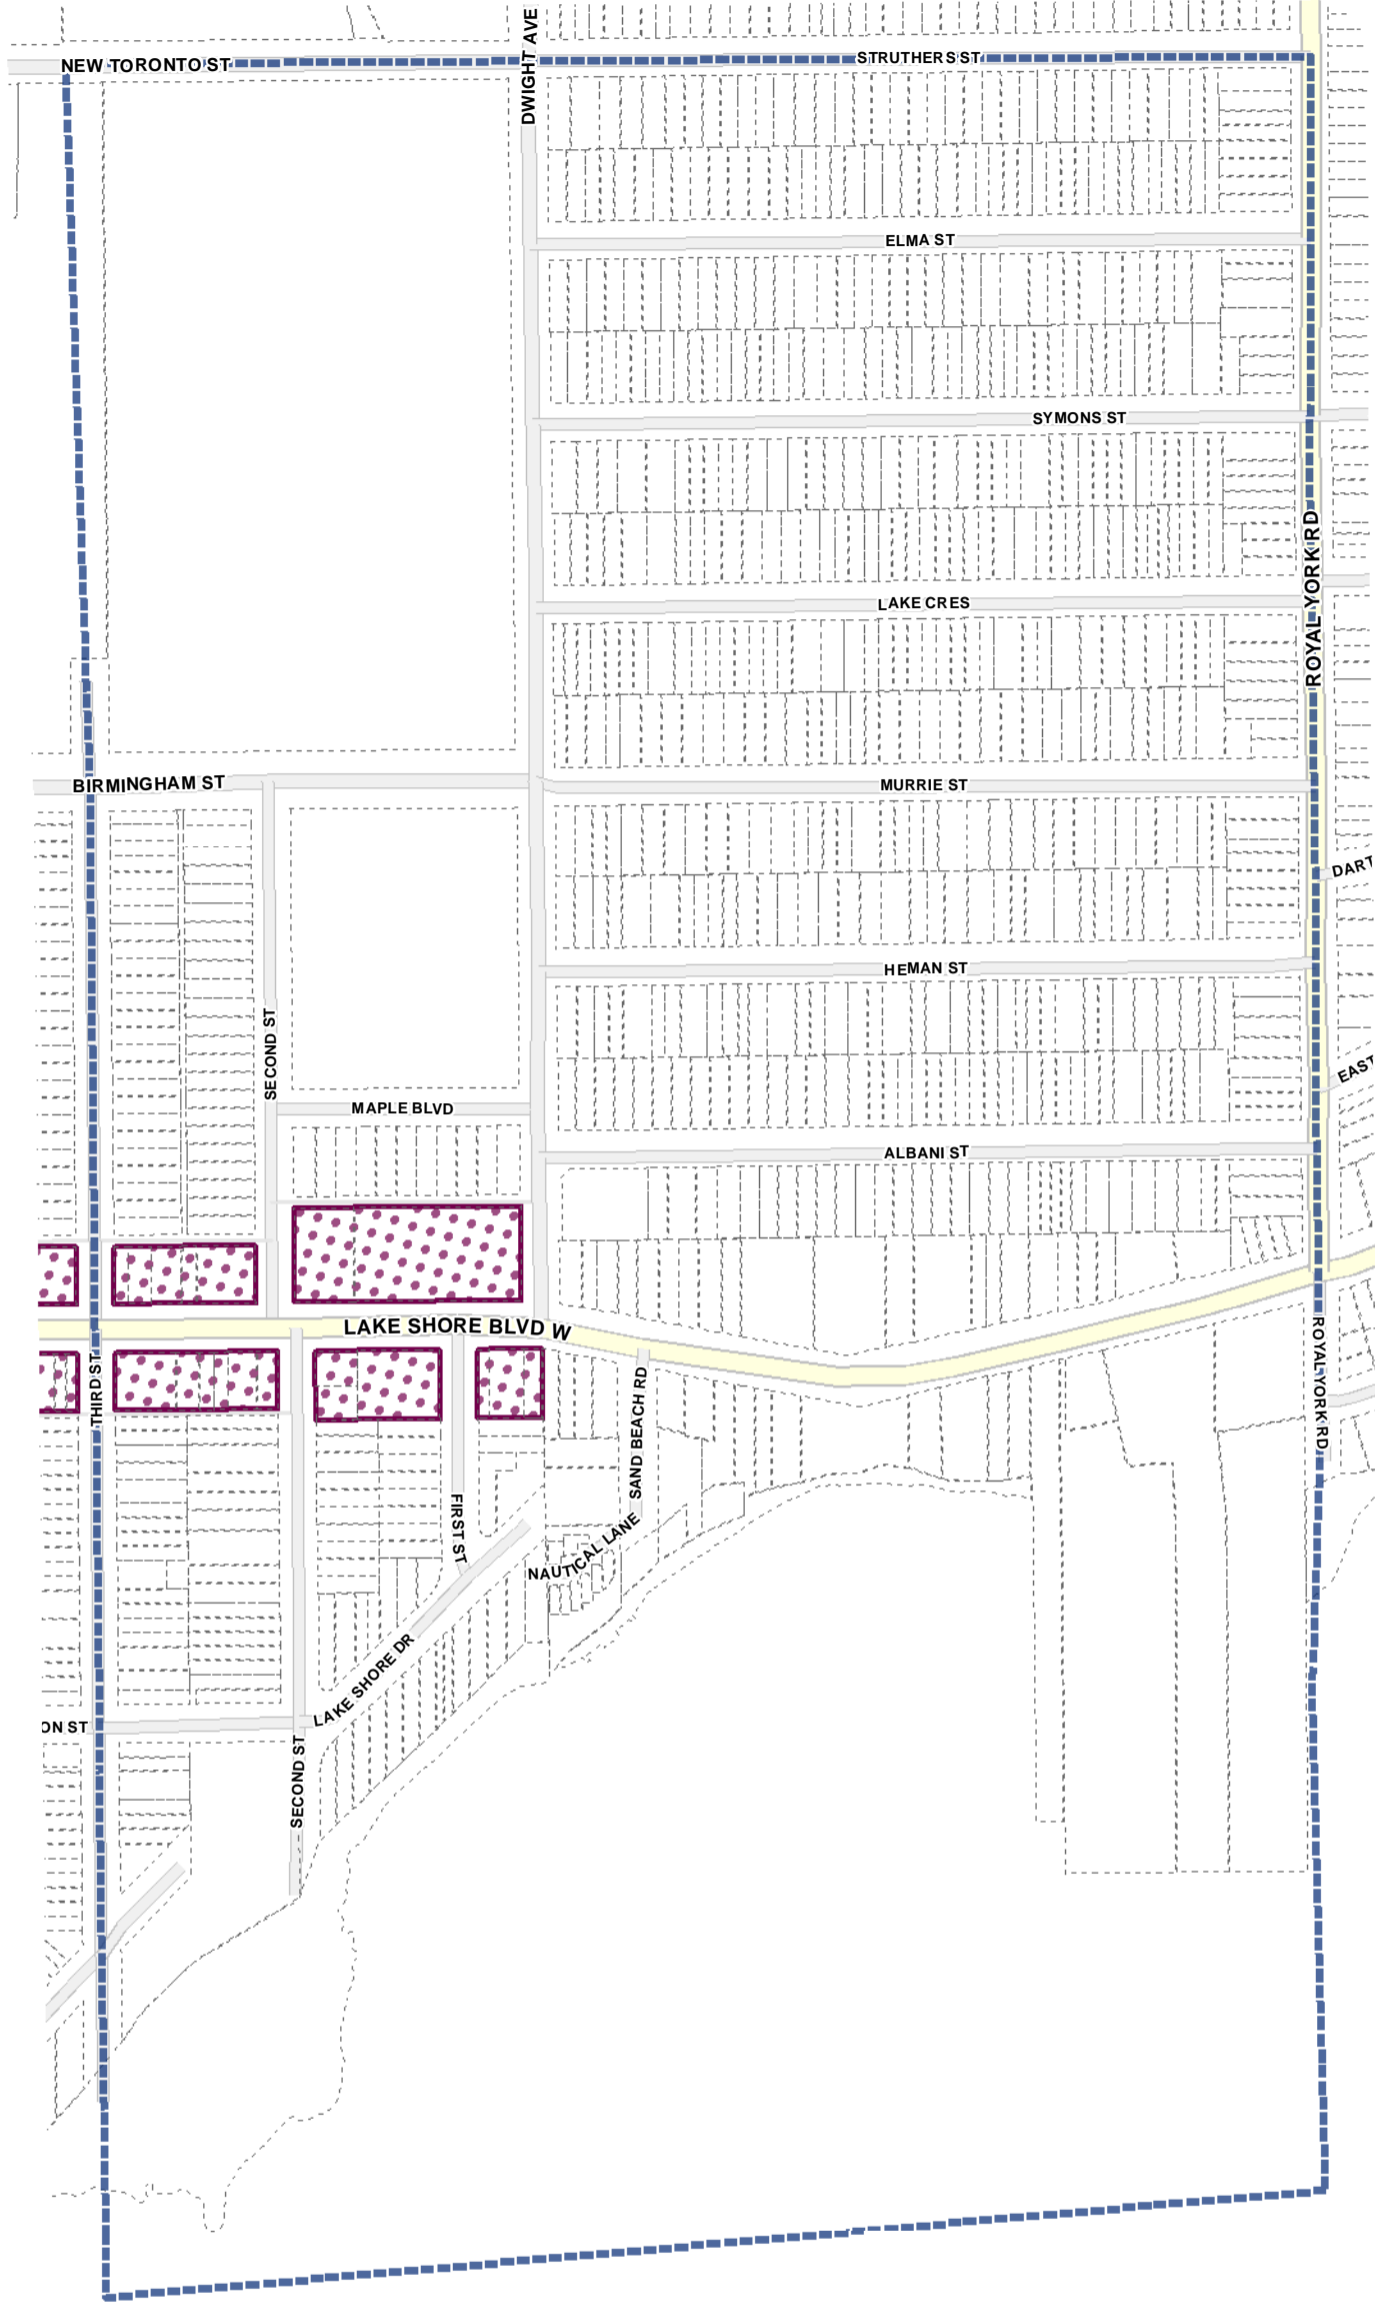 DWIGHT AVE
NEW TORONTO ST
STRUTHERS ST
ELMA ST
SYMONS ST
ROYAL YORK RD
LAKE CRES
BIRMINGHAM ST
MURRIE ST
DART
HEMAN ST
SECOND ST
EAST
MAPLE BLVD
ALBANI ST
LAKE SHORE BLVD W
THIRD ST
SAND BEACH RD
ROYAL YORK RD
FIRST ST
NAUTICAL LANE
LAKE SHORE DR
ON ST
SECOND ST